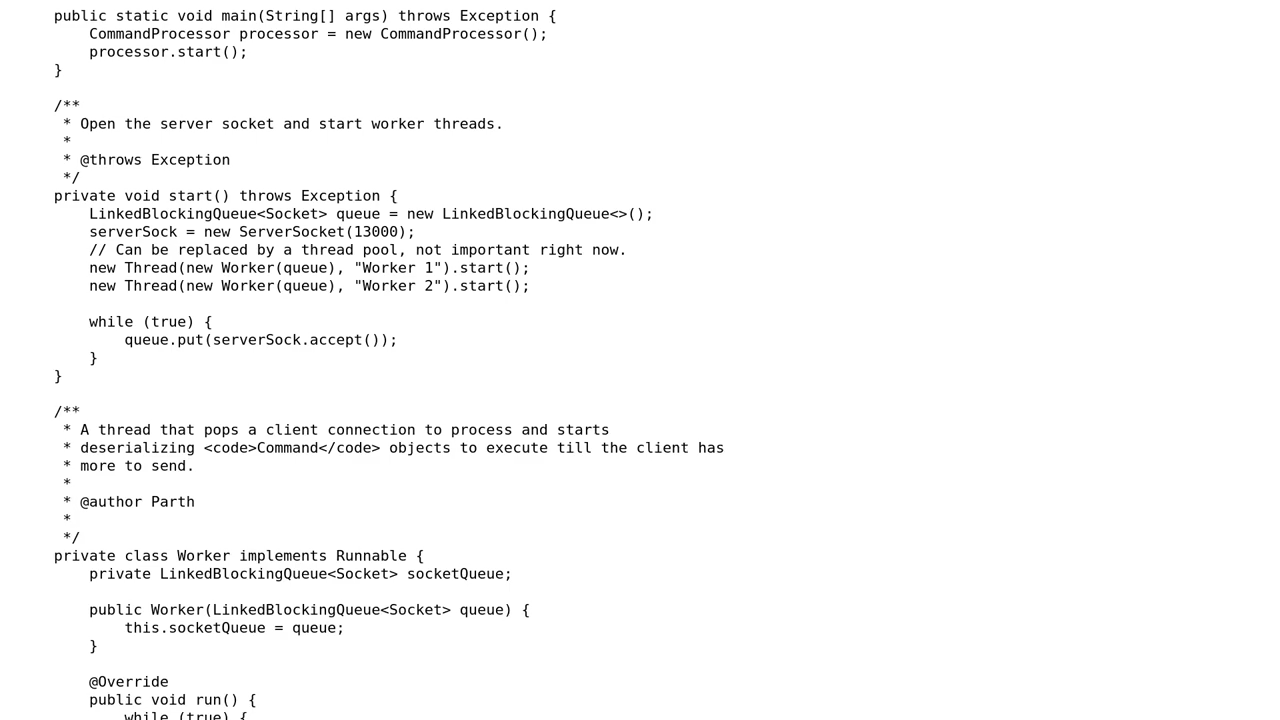 public static void main(String[] args) throws Exception {
    CommandProcessor processor = new CommandProcessor();
    processor.start();
}

/**
 * Open the server socket and start worker threads.
 *
 * @throws Exception
 */
private void start() throws Exception {
    LinkedBlockingQueue<Socket> queue = new LinkedBlockingQueue<>();
    serverSock = new ServerSocket(13000);
    // Can be replaced by a thread pool, not important right now.
    new Thread(new Worker(queue), "Worker 1").start();
    new Thread(new Worker(queue), "Worker 2").start();

    while (true) {
        queue.put(serverSock.accept());
    }
}

/**
 * A thread that pops a client connection to process and starts
 * deserializing <code>Command</code> objects to execute till the client has
 * more to send.
 *
 * @author Parth
 *
 */
private class Worker implements Runnable {
    private LinkedBlockingQueue<Socket> socketQueue;

    public Worker(LinkedBlockingQueue<Socket> queue) {
        this.socketQueue = queue;
    }

    @Override
    public void run() {
        while (true) {